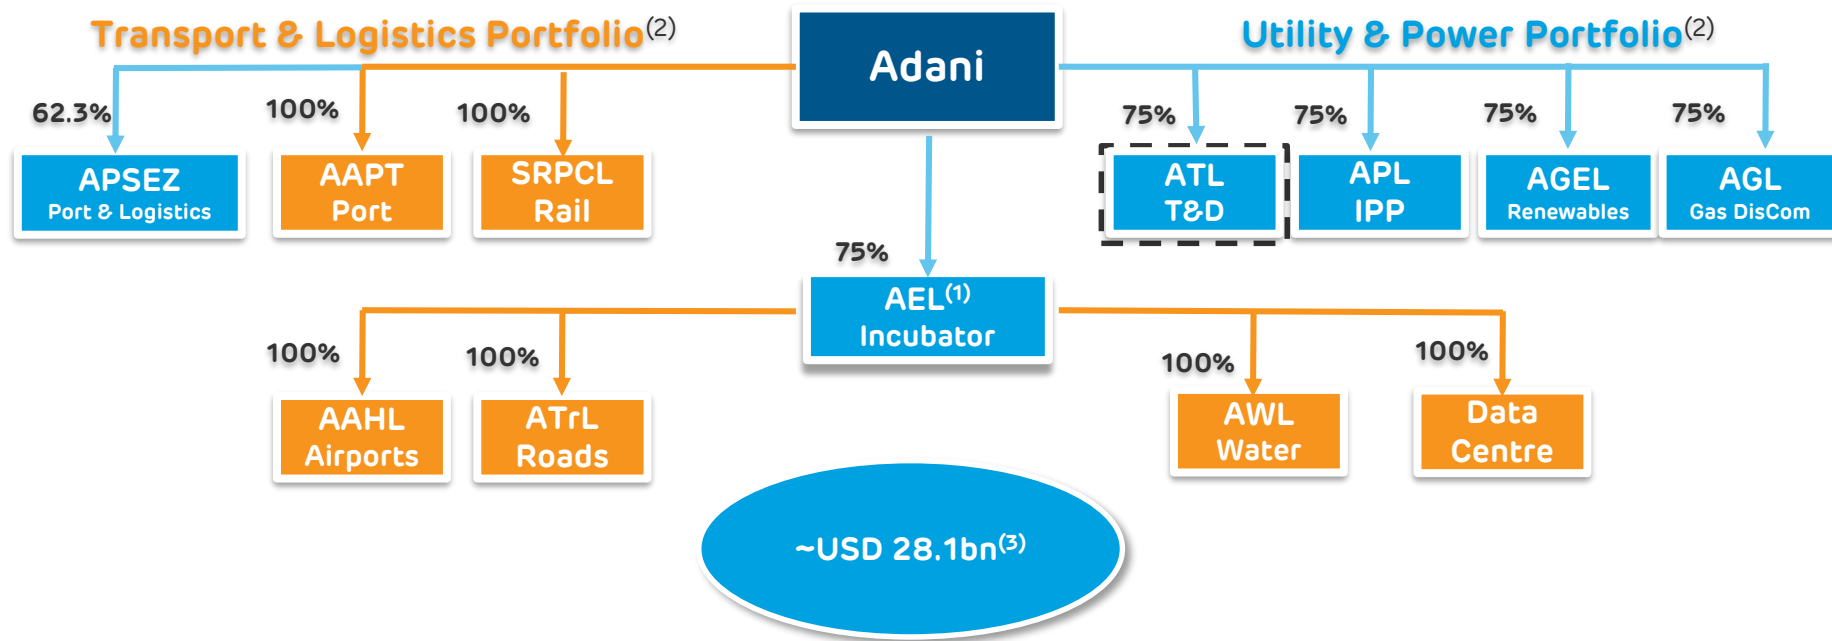 Transport & Logistics Portfolio(2)
Adani
Utility & Power Portfolio(2)
62.3%
100%
100%
75%
75%
75%
75%
APSEZ
Port & Logistics
AAPT
Port
SRPCL
Rail
ATL
T&D
APL
IPP
AGEL
Renewables
AGL
Gas DisCom
75%
AEL(1)
Incubator
100%
100%
100%
100%
AAHL
Airports
ATrL
Roads
AWL
Water
Data
Centre
~USD 28.1bn(3)